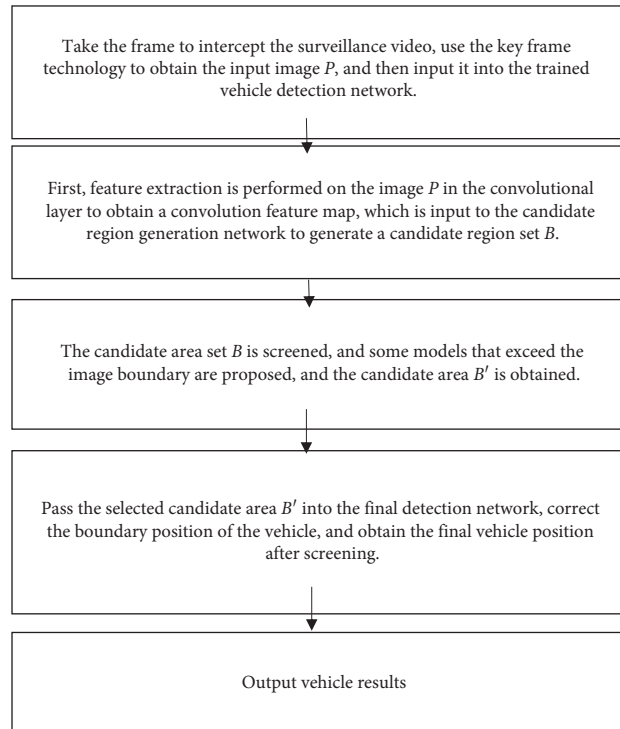 Take the frame to intercept the surveillance video, use the key frame
technology to obtain the input image P, and then input it into the trained
vehicle detection network.
First, feature extraction is performed on the image P in the convolutional
layer to obtain a convolution feature map, which is input to the candidate
region generation network to generate a candidate region set B.
The candidate area set B is screened, and some models that exceed the
image boundary are proposed, and the candidate area B′ is obtained.
Pass the selected candidate area B′ into the final detection network, correct
the boundary position of the vehicle, and obtain the final vehicle position
after screening.
Output vehicle results